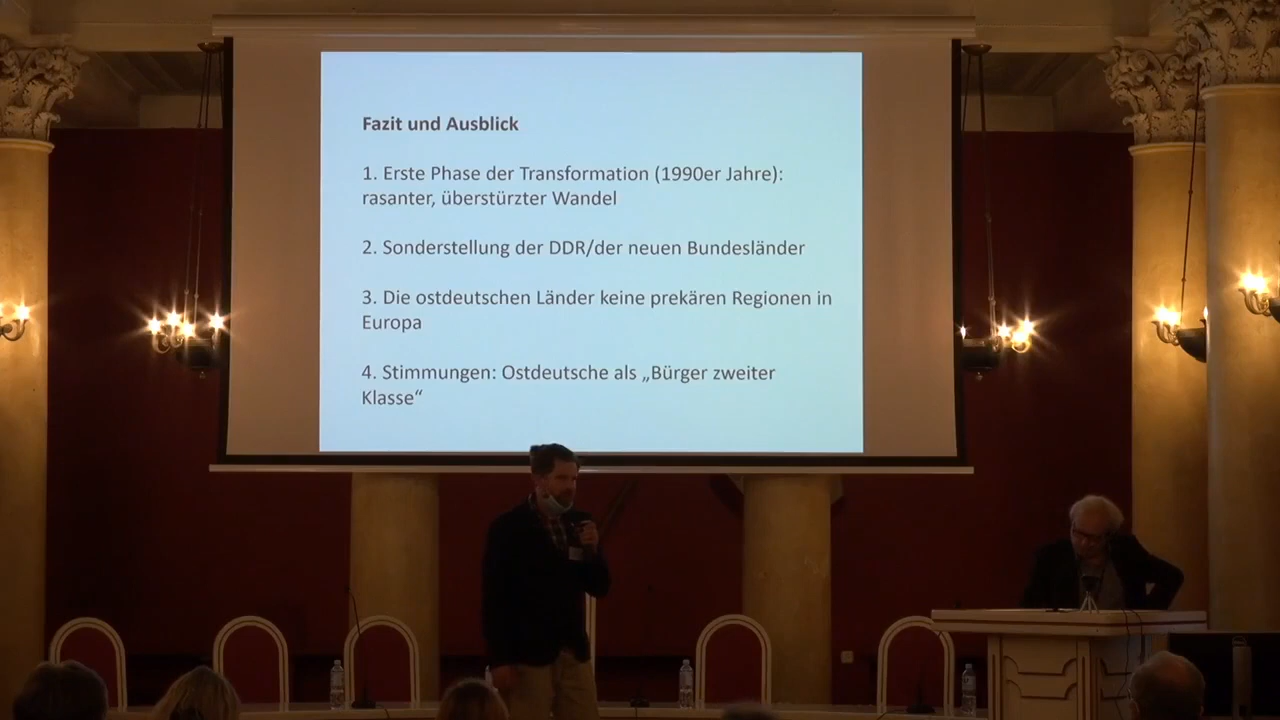 Fazit und Ausblick
1. Erste Phase der Transformation (1990er Jahre):
rasanter, überstürzter Wandel
2. Sonderstellung der DDR/der neuen Bundesländer
3. Die ostdeutschen Länder keine prekären Regionen in
Europa
4. Stimmungen: Ostdeutsche als „Bürger zweiter
Klasse“